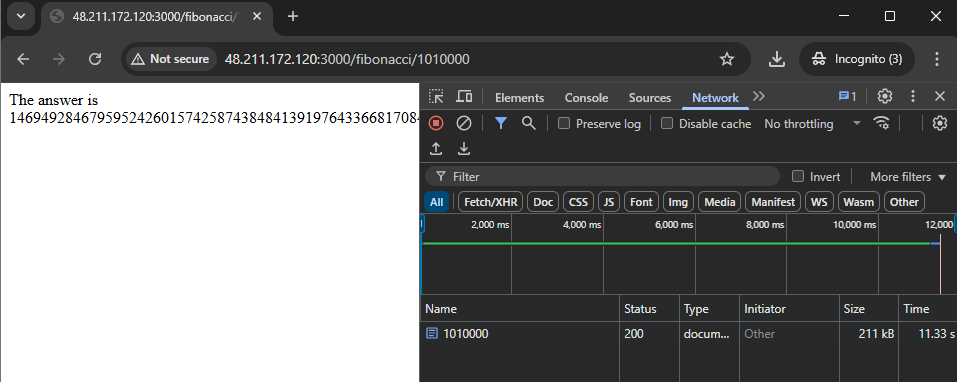 48.211.172.120:3000/fibonacci/
Not secure
48.211.172.120:3000/fibonacci/1010000
Incognito (3)
The answer is
146949284679595242601574258743848413919764336681708
Elements Console Sources Network 1
Preserve log Disable cache No throttling
Filter Invert More filters
All Fetch/XHR Doc CSS JS Font Img Media Manifest WS Wasm Other
2,000 ms 4,000 ms 6,000 ms 8,000 ms 10,000 ms 12,000
Name Status Type Initiator Size Time
1010000 200 docum... Other 211 kB 11.33 s